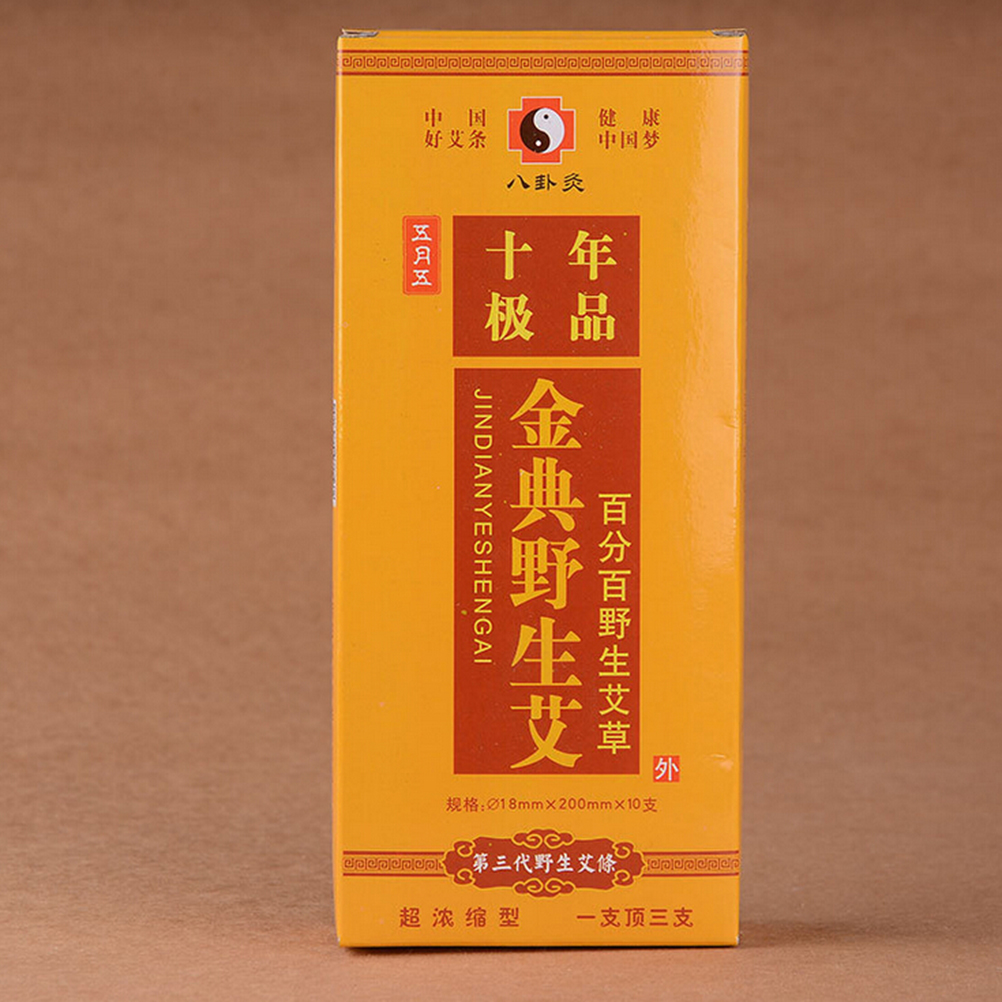 中国
好艾条
健康
中国梦
八卦灸
五月五
十年
极品
金典野生艾
JINDIANYESHENGAI
百分百野生艾草
外
规格:∅18mm×200mm×10支
第三代野生艾條
超浓缩型 一支顶三支